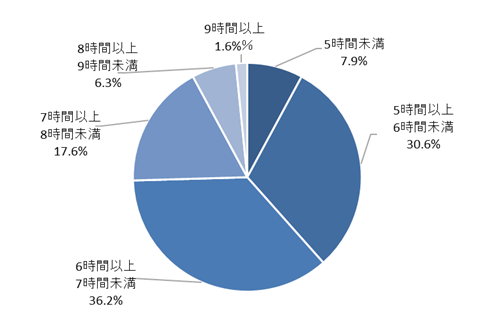 5時間未満
7.9%
5時間以上
6時間未満
30.6%
6時間以上
7時間未満
36.2%
7時間以上
8時間未満
17.6%
8時間以上
9時間未満
6.3%
9時間以上
1.6%%